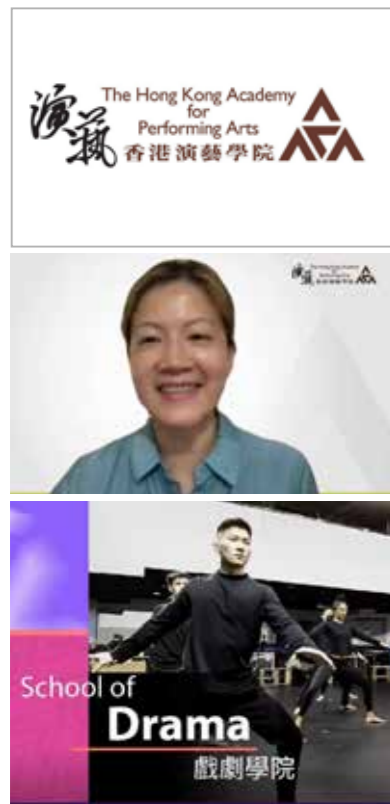 演藝
The Hong Kong Academy
for
Performing Arts
香港演藝學院
School of
Drama
戲劇學院